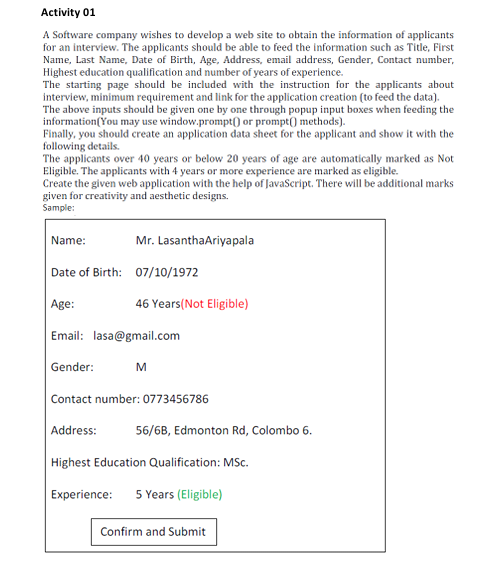 Activity 01
A Software company wishes to develop a web site to obtain the information of applicants
for an interview. The applicants should be able to feed the information such as Title, First
Name, Last Name, Date of Birth, Age, Address, email address, Gender, Contact number,
Highest education qualification and number of years of experience.
The starting page should be included with the instruction for the applicants about
interview, minimum requirement and link for the application creation (to feed the data).
The above inputs should be given one by one through popup input boxes when feeding the
information(You may use window.prompt() or prompt() methods).
Finally, you should create an application data sheet for the applicant and show it with the
following details.
The applicants over 40 years or below 20 years of age are automatically marked as Not
Eligible. The applicants with 4 years or more experience are marked as eligible.
Create the given web application with the help of JavaScript. There will be additional marks
given for creativity and aesthetic designs.
Sample:
Name: Mr. LasanthaAriyapala
Date of Birth: 07/10/1972
Age: 46 Years(Not Eligible)
Email: lasa@gmail.com
Gender: M
Contact number: 0773456786
Address: 56/6B, Edmonton Rd, Colombo 6.
Highest Education Qualification: MSc.
Experience: 5 Years (Eligible)
Confirm and Submit